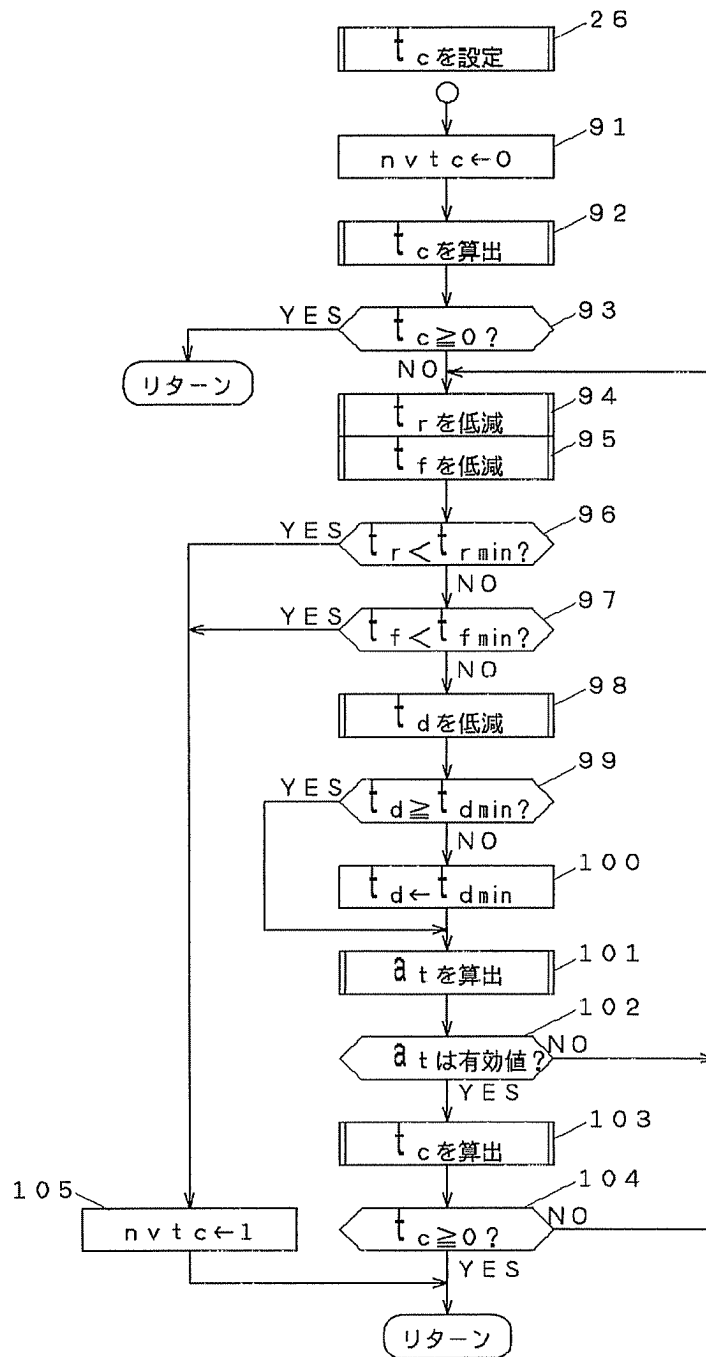 26
tcを設定
91
nvtc←0
92
tcを算出
93
YES
tc≧0?
NO
リターン
94
trを低減
95
tfを低減
96
YES
tr<trmin?
NO
97
YES
tf<tfmin?
NO
98
tdを低減
99
YES
td≧tdmin?
NO
100
td←tdmin
101
atを算出
102
atは有効値?
NO
YES
103
tcを算出
104
105
nvtc←1
tc≧0?
NO
YES
リターン